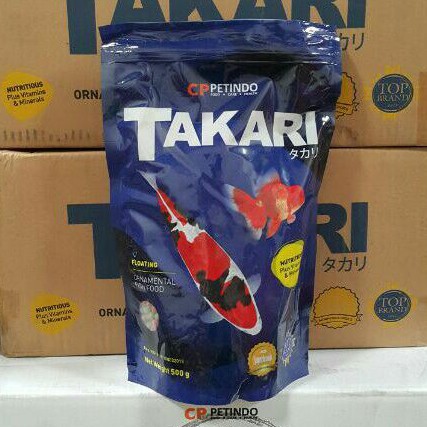 TAKARI
タカリ
NUTRITIOUS
Plus Vitamins
& Minerals
ORNA
TOP
BRAND
CP PETINDO
TAKARI
タカリ
FLOATING
ORNAMENTAL
FISH FOOD
NUTRITIOUS
Plus Vitamins
& Minerals
Net Weight 500 g
TAKARI
タカリ
NUTRITIOUS
Plus Vitamins
& Minerals
ORN
TOP
BRAND
CP PETINDO